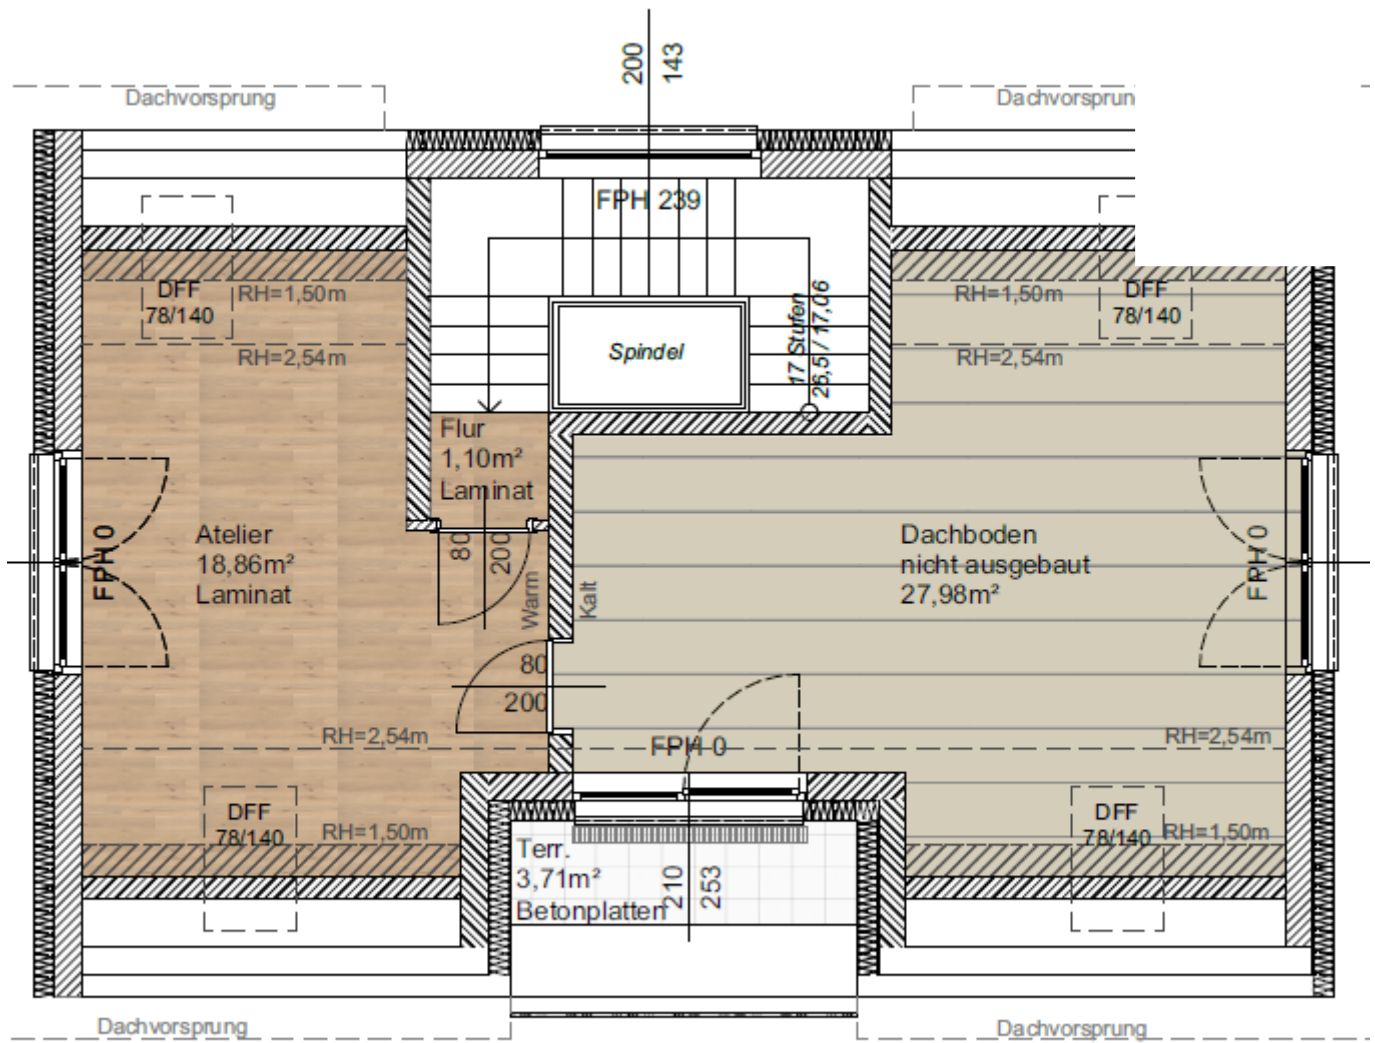 200
143
Dachvorsprung
Dachvorsprun
FPH 239
DFF
78/140
RH=1,50m
RH=2,54m
17 Stufen
26,5 / 17,06
Spindel
RH=1,50m
DFF
78/140
RH=2,54m
Flur
1,10m²
Laminat
FPH 0
Atelier
18,86m²
Laminat
80
200
Warm
Kalt
Dachboden
nicht ausgebaut
27,98m²
FPH 0
80
200
RH=2,54m
FPH 0
RH=2,54m
DFF
78/140
RH=1,50m
DFF
78/140
RH=1,50m
Terr.
3,71m²
Betonplatten
210
253
Dachvorsprung
Dachvorsprung